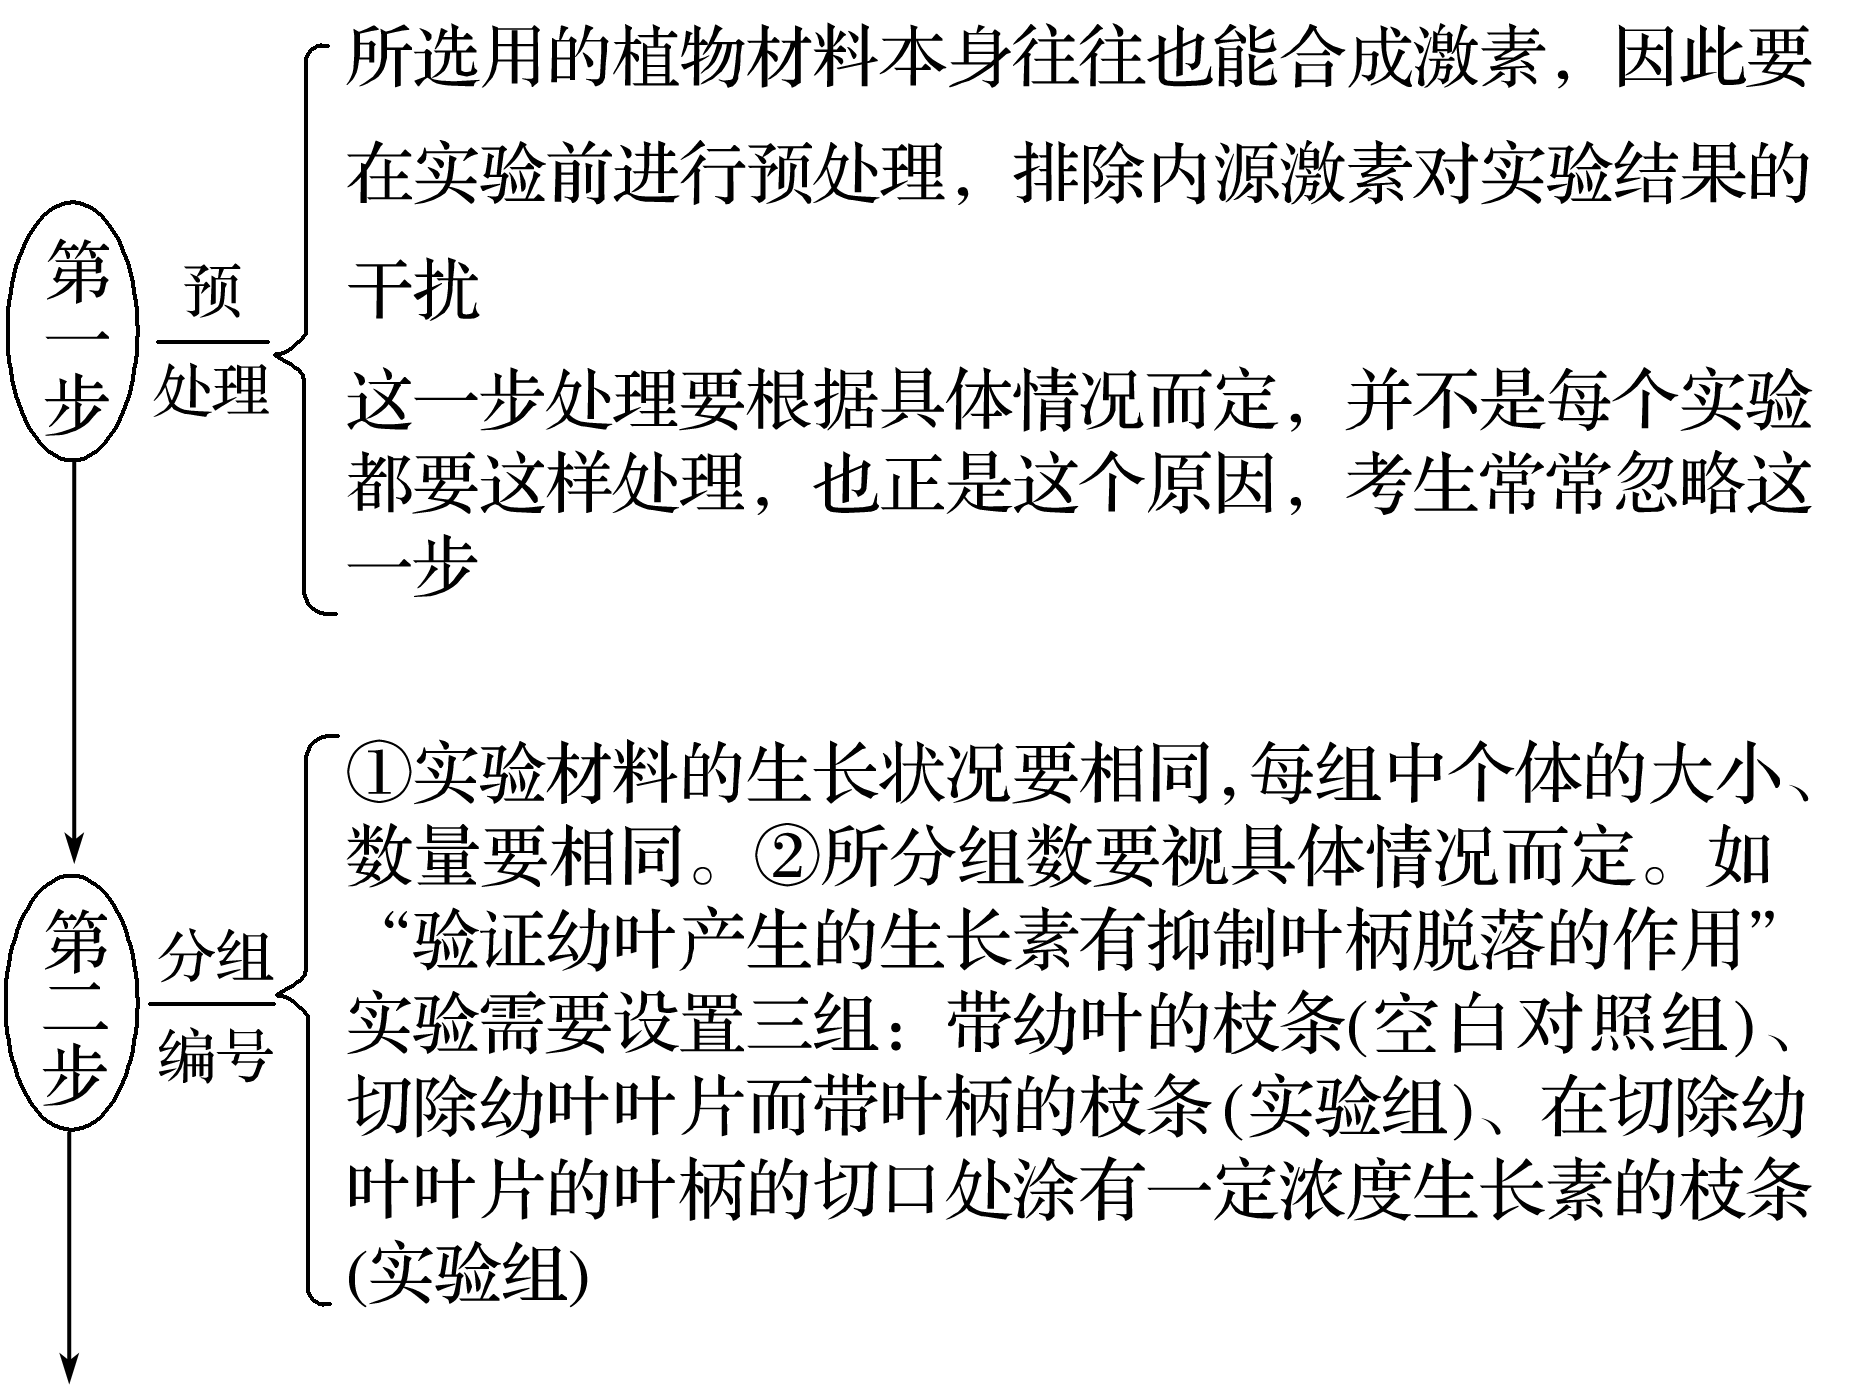 第一步
预
处理
所选用的植物材料本身往往也能合成激素，因此要
在实验前进行预处理，排除内源激素对实验结果的
干扰
这一步处理要根据具体情况而定，并不是每个实验
都要这样处理，也正是这个原因，考生常常忽略这
一步
第二步
分组
编号
①实验材料的生长状况要相同,每组中个体的大小、
数量要相同。②所分组数要视具体情况而定。如
“验证幼叶产生的生长素有抑制叶柄脱落的作用”
实验需要设置三组：带幼叶的枝条(空白对照组)、
切除幼叶叶片而带叶柄的枝条(实验组)、在切除幼
叶叶片的叶柄的切口处涂有一定浓度生长素的枝条
(实验组)